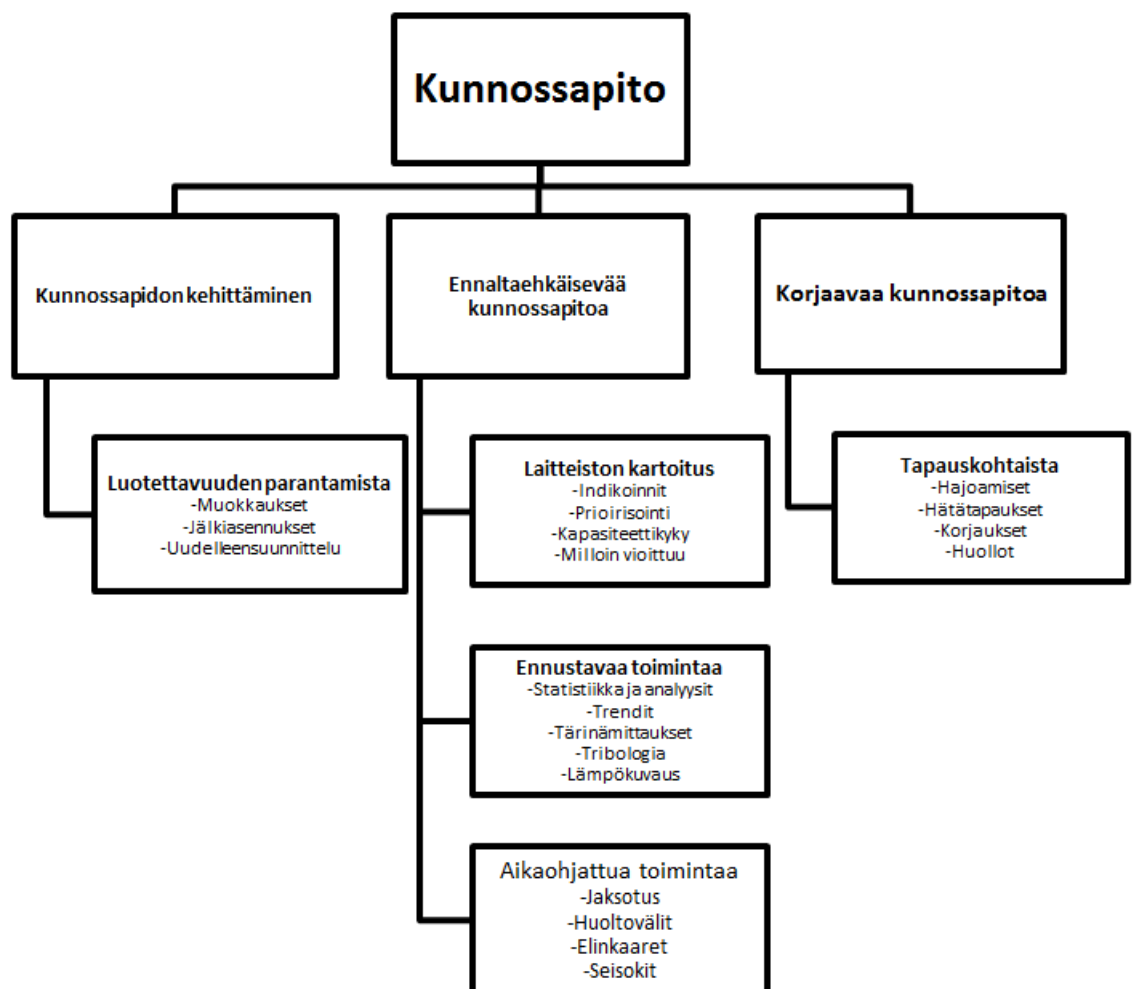 Kunnossapito
Kunnossapidon kehittäminen
Ennaltaehkäisevää
kunnossapitoa
Korjaavaa kunnossapitoa
Luotettavuuden parantamista
-Muokkaukset
-Jälkiasennukset
-Uudelleensuunnittelu
Laitteiston kartoitus
-Indikoinnit
-Prioirisointi
-Kapasiteettikyky
-Milloin vioittuu
Ennustavaa toimintaa
-Statistiikka ja analyysit
-Trendit
-Tärinämittaukset
-Tribologia
-Lämpökuvaus
Aikaohjattua toimintaa
-Jaksotus
-Huoltovälit
-Elinkaaret
-Seisokit
Tapauskohtaista
-Hajoamiset
-Hätätapaukset
-Korjaukset
-Huollot